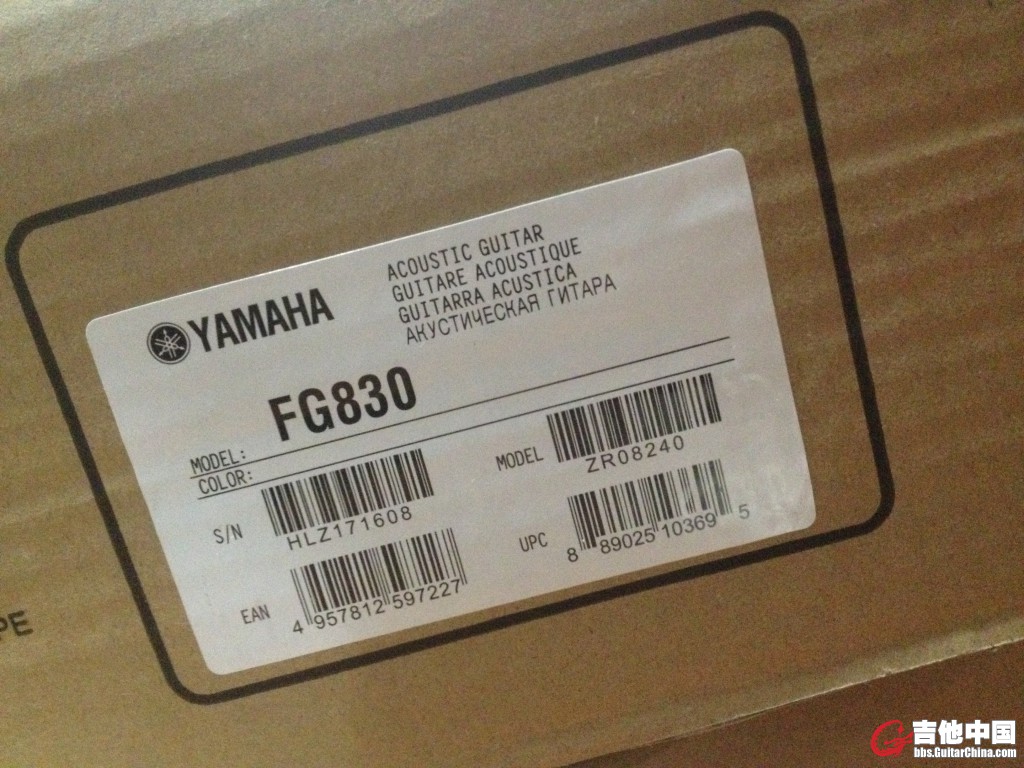 YAMAHA
ACOUSTIC GUITAR
GUITARE ACOUSTIQUE
GUITARRA ACUSTICA
АКУСТИЧЕСКАЯ ГИТАРА
MODEL: FG830
COLOR:
S/N HLZ171608
MODEL ZR08240
EAN 4 957812 597227
UPC 8 89025 10369 5
PE
吉他中国
bbs.GuitarChina.com